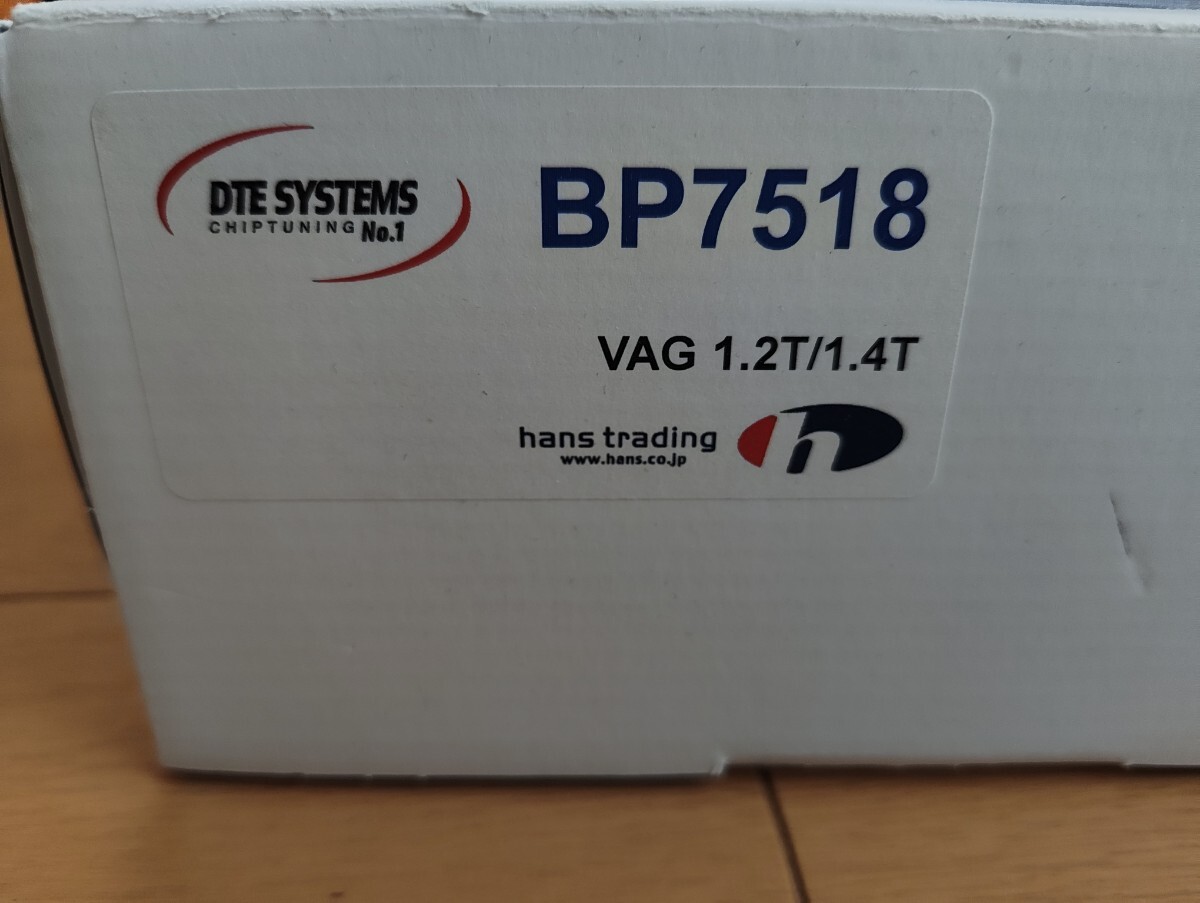 DTE SYSTEMS
CHIPTUNING No.1
BP7518
VAG 1.2T/1.4T
hans trading
www.hans.co.jp
h